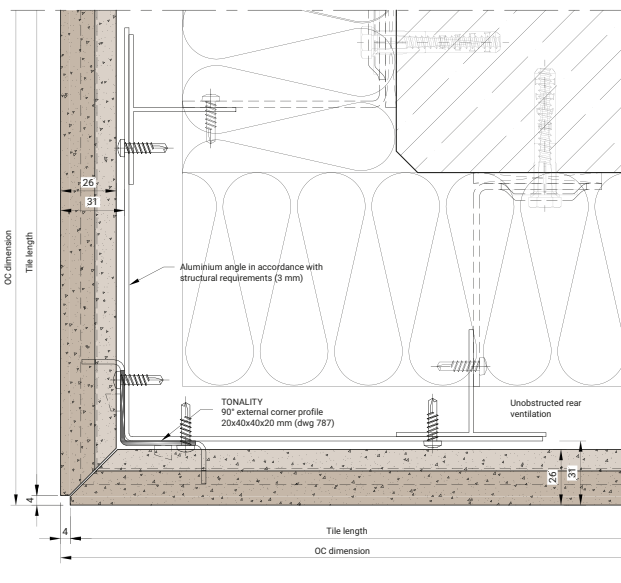 26
31
OC dimension
Tile length
Aluminium angle in accordance with
structural requirements (3 mm)
TONALITY
90° external corner profile
20x40x40x20 mm (dwg 787)
Unobstructed rear
ventilation
26
31
4
4
Tile length
OC dimension